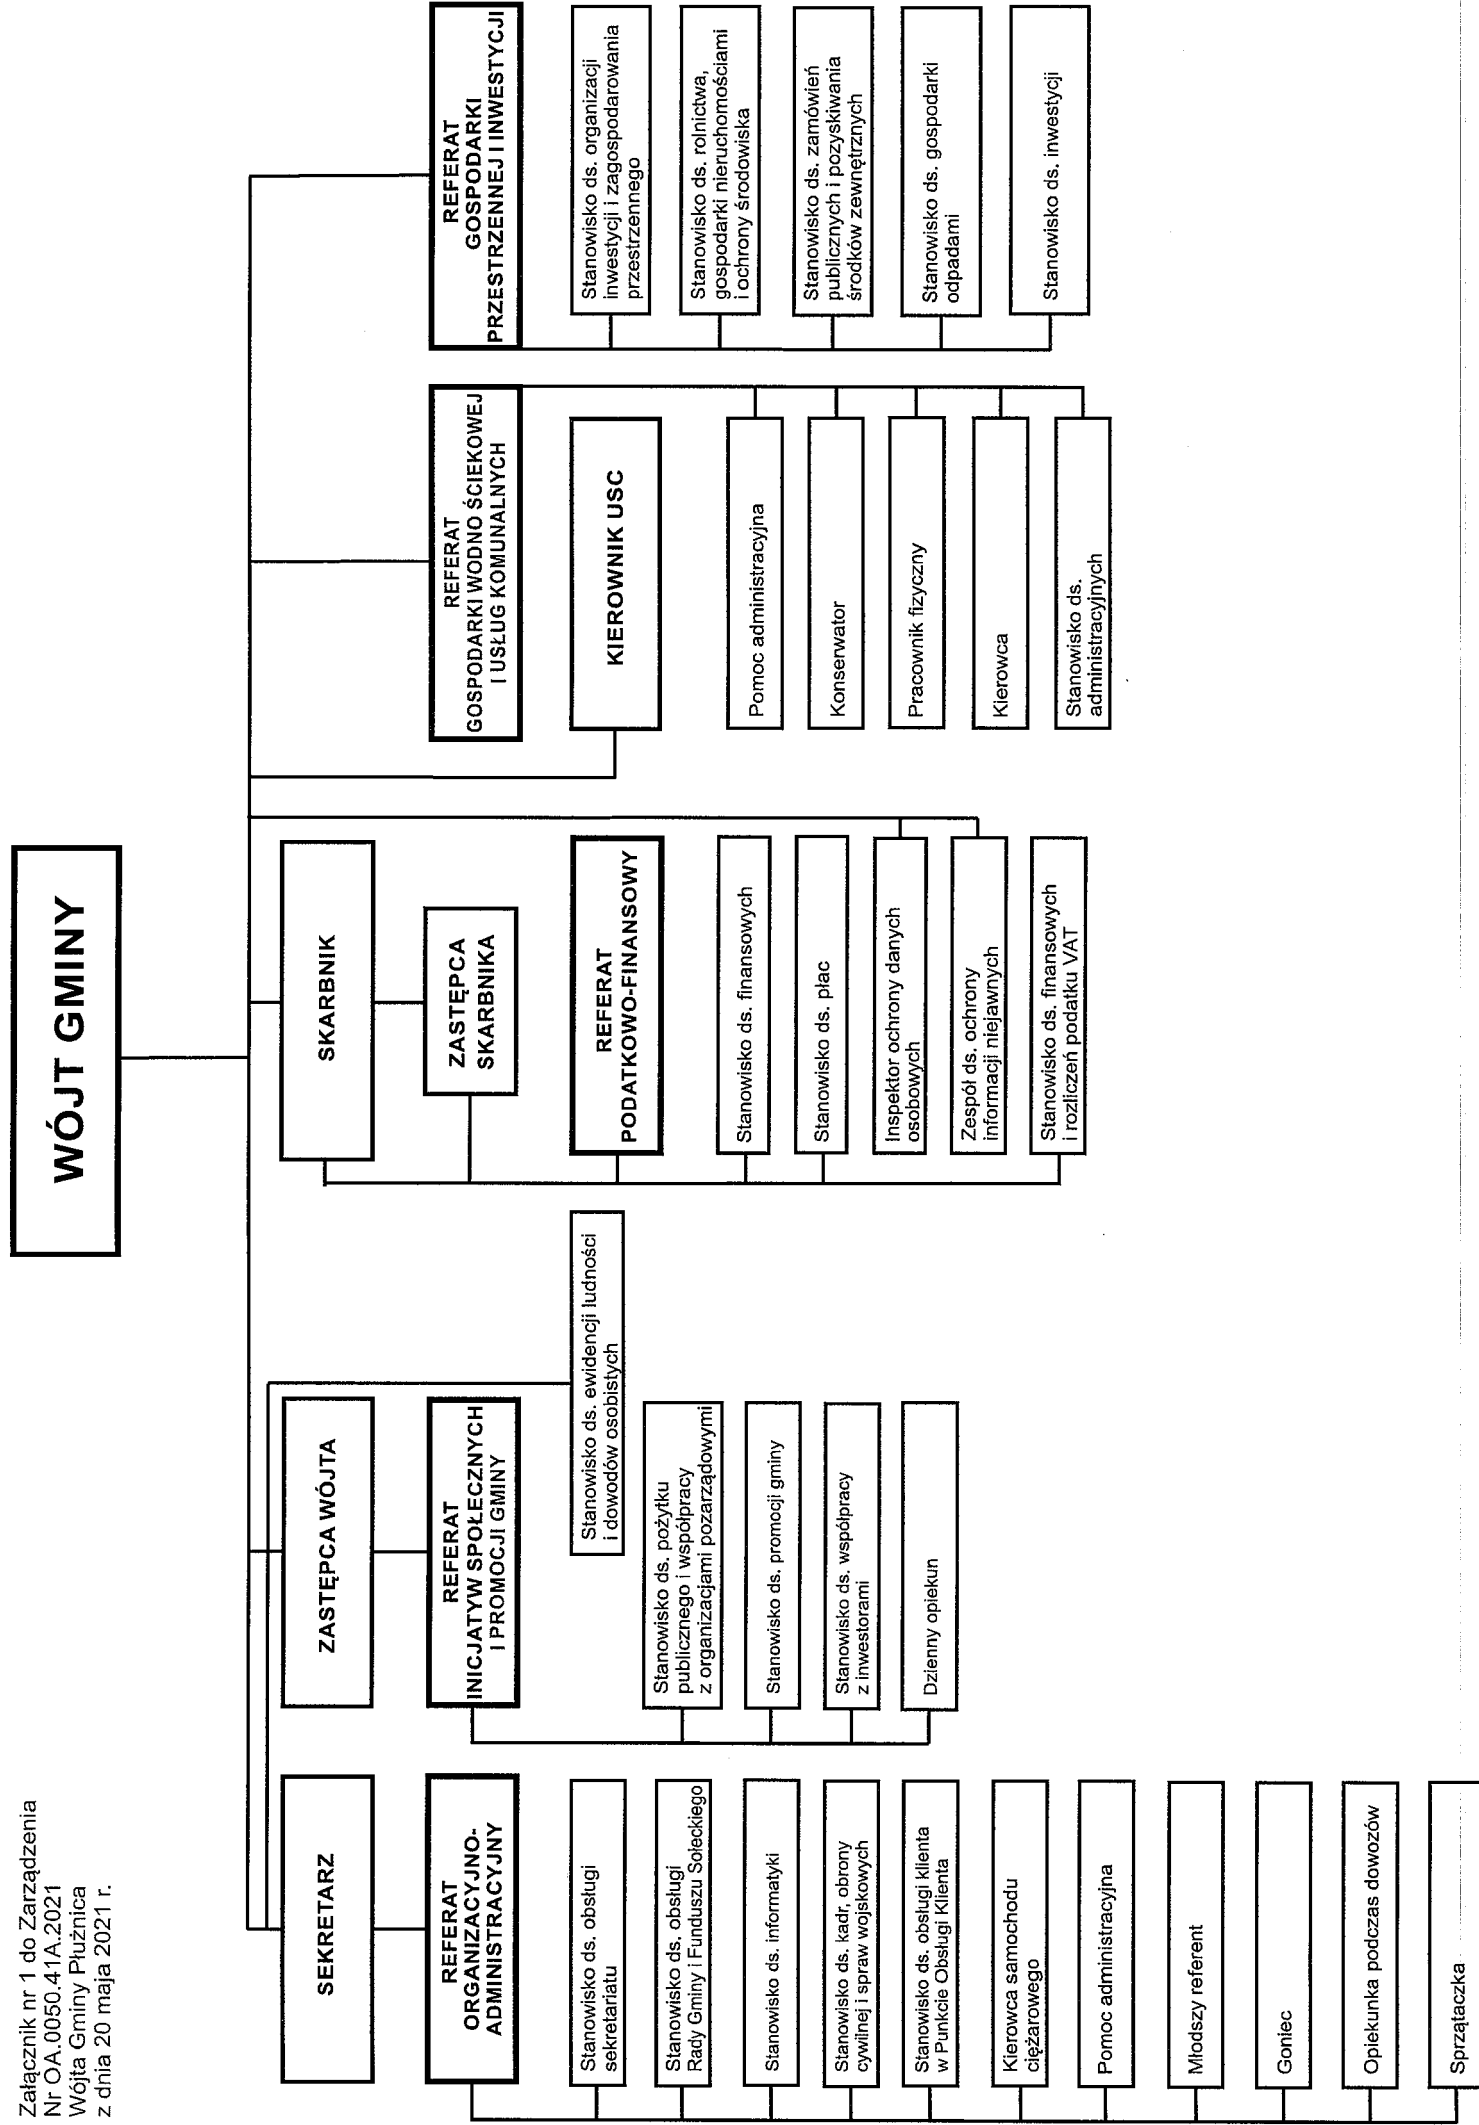 Załącznik nr 1 do Zarządzenia
Nr OA.0050.41A.2021
Wójta Gminy Płużnica
z dnia 20 maja 2021 r.
WÓJT GMINY
SEKRETARZ
REFERAT
ORGANIZACYJNO-
ADMINISTRACYJNY
Stanowisko ds. obsługi
sekretariatu
Stanowisko ds. obsługi
Rady Gminy i Funduszu Sołeckiego
Stanowisko ds. informatyki
Stanowisko ds. kadr, obrony
cywilnej i spraw wojskowych
Stanowisko ds. obsługi klienta
w Punkcie Obsługi Klienta
Kierowca samochodu
ciężarowego
Pomoc administracyjna
Młodszy referent
Goniec
Opiekunka podczas dowozów
Sprzątaczka
ZASTĘPCA WÓJTA
REFERAT
INICJATYW SPOŁECZNYCH
I PROMOCJI GMINY
Stanowisko ds. ewidencji ludności
i dowodów osobistych
Stanowisko ds. pożytku
publicznego i współpracy
z organizacjami pozarządowymi
Stanowisko ds. promocji gminy
Stanowisko ds. współpracy
z inwestorami
Dzienny opiekun
SKARBNIK
ZASTĘPCA
SKARBNIKA
REFERAT
PODATKOWO-FINANSOWY
Stanowisko ds. finansowych
Stanowisko ds. płac
Inspektor ochrony danych
osobowych
Zespół ds. ochrony
informacji niejawnych
Stanowisko ds. finansowych
i rozliczeń podatku VAT
REFERAT
GOSPODARKI WODNO ŚCIEKOWEJ
I USŁUG KOMUNALNYCH
KIEROWNIK USC
Pomoc administracyjna
Konserwator
Pracownik fizyczny
Kierowca
Stanowisko ds.
administracyjnych
REFERAT
GOSPODARKI
PRZESTRZENNEJ I INWESTYCJI
Stanowisko ds. organizacji
inwestycji i zagospodarowania
przestrzennego
Stanowisko ds. rolnictwa,
gospodarki nieruchomościami
i ochrony środowiska
Stanowisko ds. zamówień
publicznych i pozyskiwania
środków zewnętrznych
Stanowisko ds. gospodarki
odpadami
Stanowisko ds. inwestycji